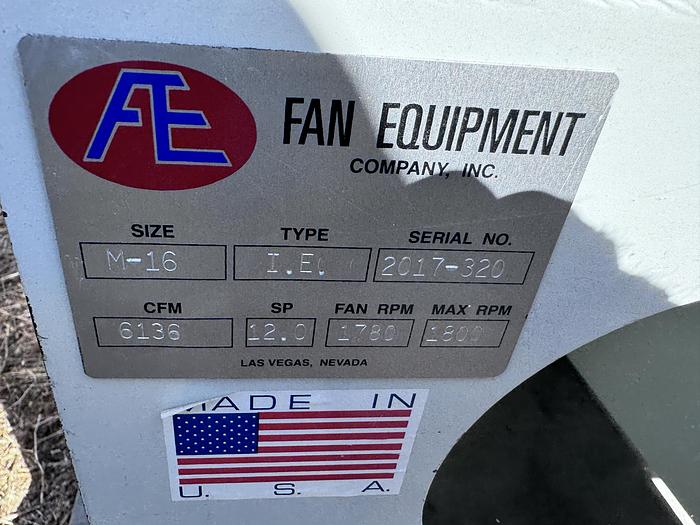 FE
FAN EQUIPMENT
COMPANY, INC.
SIZE TYPE SERIAL NO.
M-16 I.E. 2017-320
CFM SP FAN RPM MAX RPM
6136 12.0 1780 1800
LAS VEGAS, NEVADA
MADE IN
U. S. A.